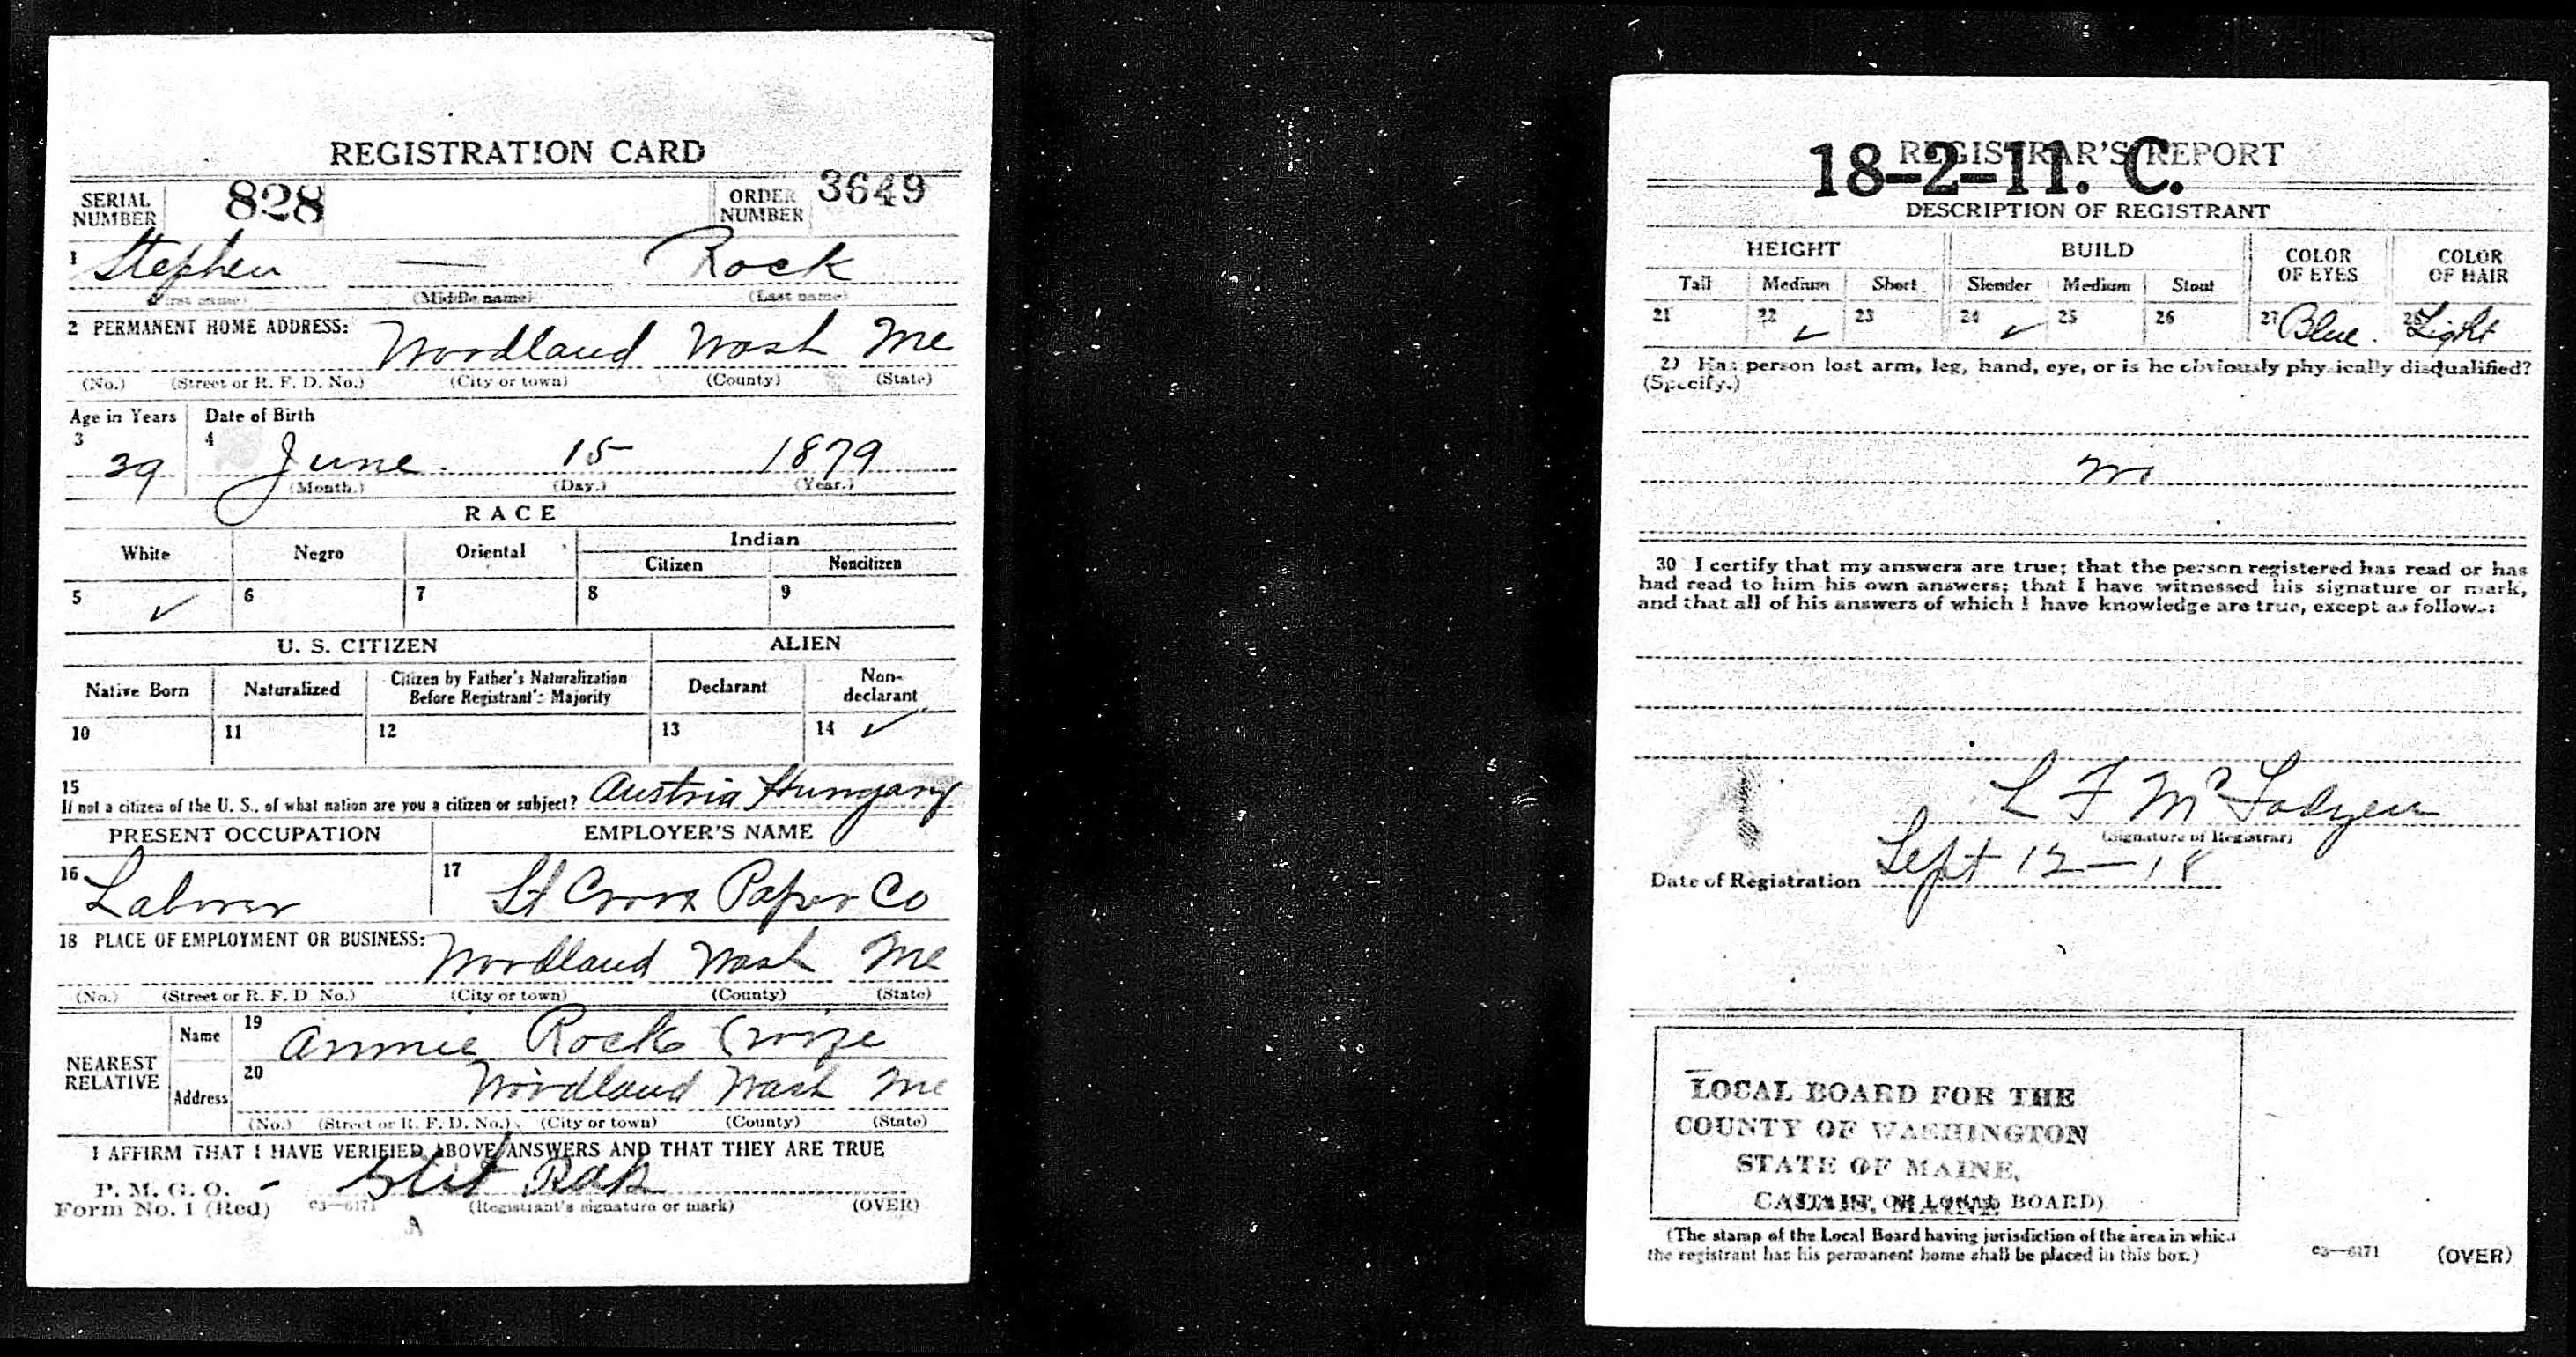 REGISTRATION CARD
SERIAL NUMBER 828 ORDER NUMBER 3649
1 Stephen — Rock
(First name) (Middle name) (Last name)
2 PERMANENT HOME ADDRESS: Woodland Wash Me
(No.) (Street or R. F. D. No.) (City or town) (County) (State)
Age in Years Date of Birth
3 39 4 June 15 1879
(Month.) (Day.) (Year.)
RACE
White Negro Oriental Indian
Citizen Noncitizen
5 ✓ 6 7 8 9
U. S. CITIZEN ALIEN
Native Born Naturalized Citizen by Father's Naturalization Before Registrant's Majority Declarant Non-declarant
10 11 12 13 14 ✓
15
If not a citizen of the U. S., of what nation are you a citizen or subject? Austria Hungary
PRESENT OCCUPATION EMPLOYER'S NAME
16 Laborer 17 St Croix Paper Co
18 PLACE OF EMPLOYMENT OR BUSINESS: Woodland Wash Me
(No.) (Street or R. F. D. No.) (City or town) (County) (State)
NEAREST RELATIVE Name 19 Annie Rock
Address 20 Woodland Wash Me
(No.) (Street or R. F. D. No.) (City or town) (County) (State)
I AFFIRM THAT I HAVE VERIFIED ABOVE ANSWERS AND THAT THEY ARE TRUE
P. M. G. O.
Form No. 1 (Red) c3—6171 (Registrant's signature or mark) (OVER)
A
REGISTRAR'S REPORT
18-2-11. C.
DESCRIPTION OF REGISTRANT
HEIGHT BUILD COLOR OF EYES COLOR OF HAIR
Tall Medium Short Slender Medium Stout
21 22 ✓ 23 24 ✓ 25 26 27 Blue. 28 Light
29 Has person lost arm, leg, hand, eye, or is he obviously physically disqualified?
(Specify.)
30 I certify that my answers are true; that the person registered has read or has
had read to him his own answers; that I have witnessed his signature or mark,
and that all of his answers of which I have knowledge are true, except as follows:
L F
(Signature of Registrar)
Date of Registration Sept 12—18
LOCAL BOARD FOR THE
COUNTY OF WASHINGTON
STATE OF MAINE,
CALAIS, MAINE
(STAMP OF LOCAL BOARD)
(The stamp of the Local Board having jurisdiction of the area in which
the registrant has his permanent home shall be placed in this box.)
c3—6171 (OVER)